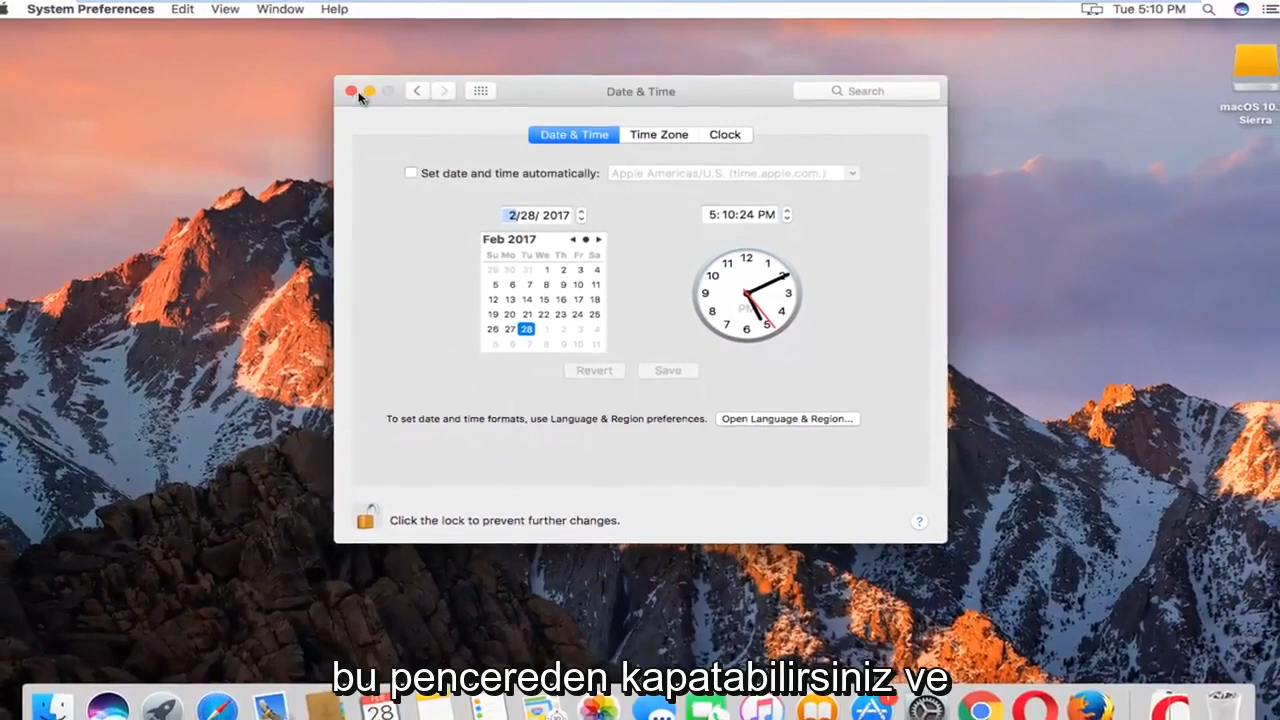 System Preferences Edit View Window Help Tue 5:10 PM
macOS 10..
Sierra
Date & Time Search
Date & Time Time Zone Clock
Set date and time automatically: Apple Americas/U.S. (time.apple.com.)
2/28/ 2017 5:10:24 PM
Feb 2017
Su Mo Tu We Th Fr Sa
29 30 31 1 2 3 4
5 6 7 8 9 10 11
12 13 14 15 16 17 18
19 20 21 22 23 24 25
26 27 28 1 2 3 4
5 6 7 8 9 10 11
12 1 2 3 4 5 6 7 8 9 10 11
PM
Revert Save
To set date and time formats, use Language & Region preferences. Open Language & Region...
Click the lock to prevent further changes. ?
bu pencereden kapatabilirsiniz ve
28